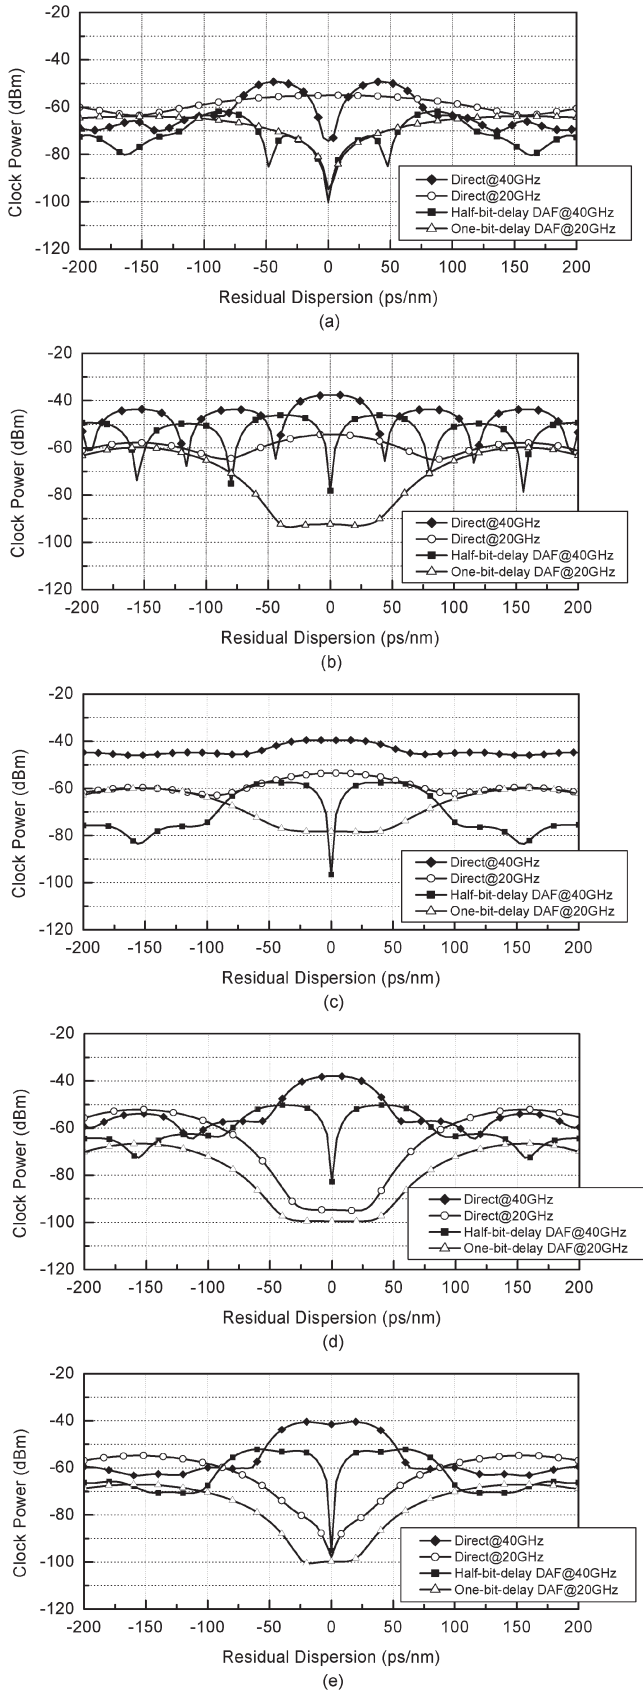 Clock Power (dBm)
-20
-40
-60
-80
-100
-120
-200 -150 -100 -50 0 50 100 150 200
Direct@40GHz
Direct@20GHz
Half-bit-delay DAF@40GHz
One-bit-delay DAF@20GHz
Residual Dispersion (ps/nm)
(a)
Clock Power (dBm)
-20
-40
-60
-80
-100
-120
-200 -150 -100 -50 0 50 100 150 200
Direct@40GHz
Direct@20GHz
Half-bit-delay DAF@40GHz
One-bit-delay DAF@20GHz
Residual Dispersion (ps/nm)
(b)
Clock Power (dBm)
-20
-40
-60
-80
-100
-120
-200 -150 -100 -50 0 50 100 150 200
Direct@40GHz
Direct@20GHz
Half-bit-delay DAF@40GHz
One-bit-delay DAF@20GHz
Residual Dispersion (ps/nm)
(c)
Clock Power (dBm)
-20
-40
-60
-80
-100
-120
-200 -150 -100 -50 0 50 100 150 200
Direct@40GHz
Direct@20GHz
Half-bit-delay DAF@40GHz
One-bit-delay DAF@20GHz
Residual Dispersion (ps/nm)
(d)
Clock Power (dBm)
-20
-40
-60
-80
-100
-120
-200 -150 -100 -50 0 50 100 150 200
Direct@40GHz
Direct@20GHz
Half-bit-delay DAF@40GHz
One-bit-delay DAF@20GHz
Residual Dispersion (ps/nm)
(e)